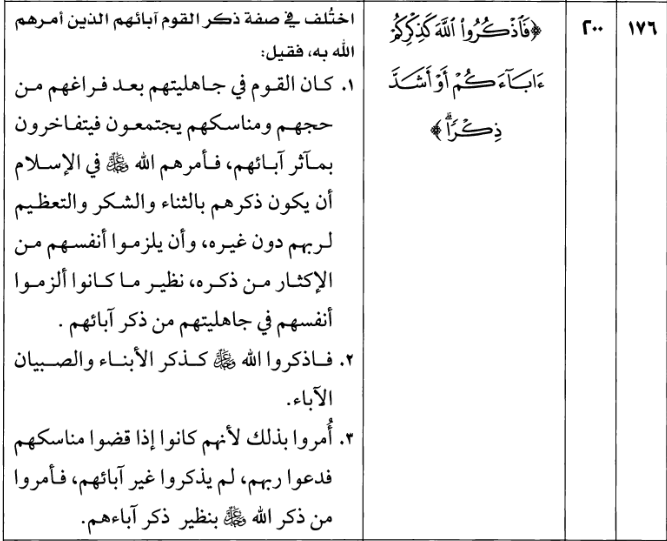 ١٧٦
٢٠٠
﴿فَٱذۡكُرُواْ ٱللَّهَ كَذِكۡرِكُمۡ
ءَابَآءَكُمۡ أَوۡ أَشَدَّ
ذِكۡرٗاۗ﴾
اختُلف في صفة ذكر القوم آبائهم الذين أمرهم
الله به، فقيل:
١. كان القوم في جاهليتهم بعد فراغهم من
حجهم ومناسكهم يجتمعون فيتفاخرون
بمآثر آبائهم، فأمرهم الله ﷻ في الإسلام
أن يكون ذكرهم بالثناء والشكر والتعظيم
لربهم دون غيره، وأن يلزموا أنفسهم من
الإكثار من ذكره، نظير ما كانوا ألزموا
أنفسهم في جاهليتهم من ذكر آبائهم .
٢. فاذكروا الله ﷻ كذكر الأبناء والصبيان
الآباء.
٣. أُمروا بذلك لأنهم كانوا إذا قضوا مناسكهم
فدعوا ربهم، لم يذكروا غير آبائهم، فأمروا
من ذكر الله ﷻ بنظير ذكر آباءهم.